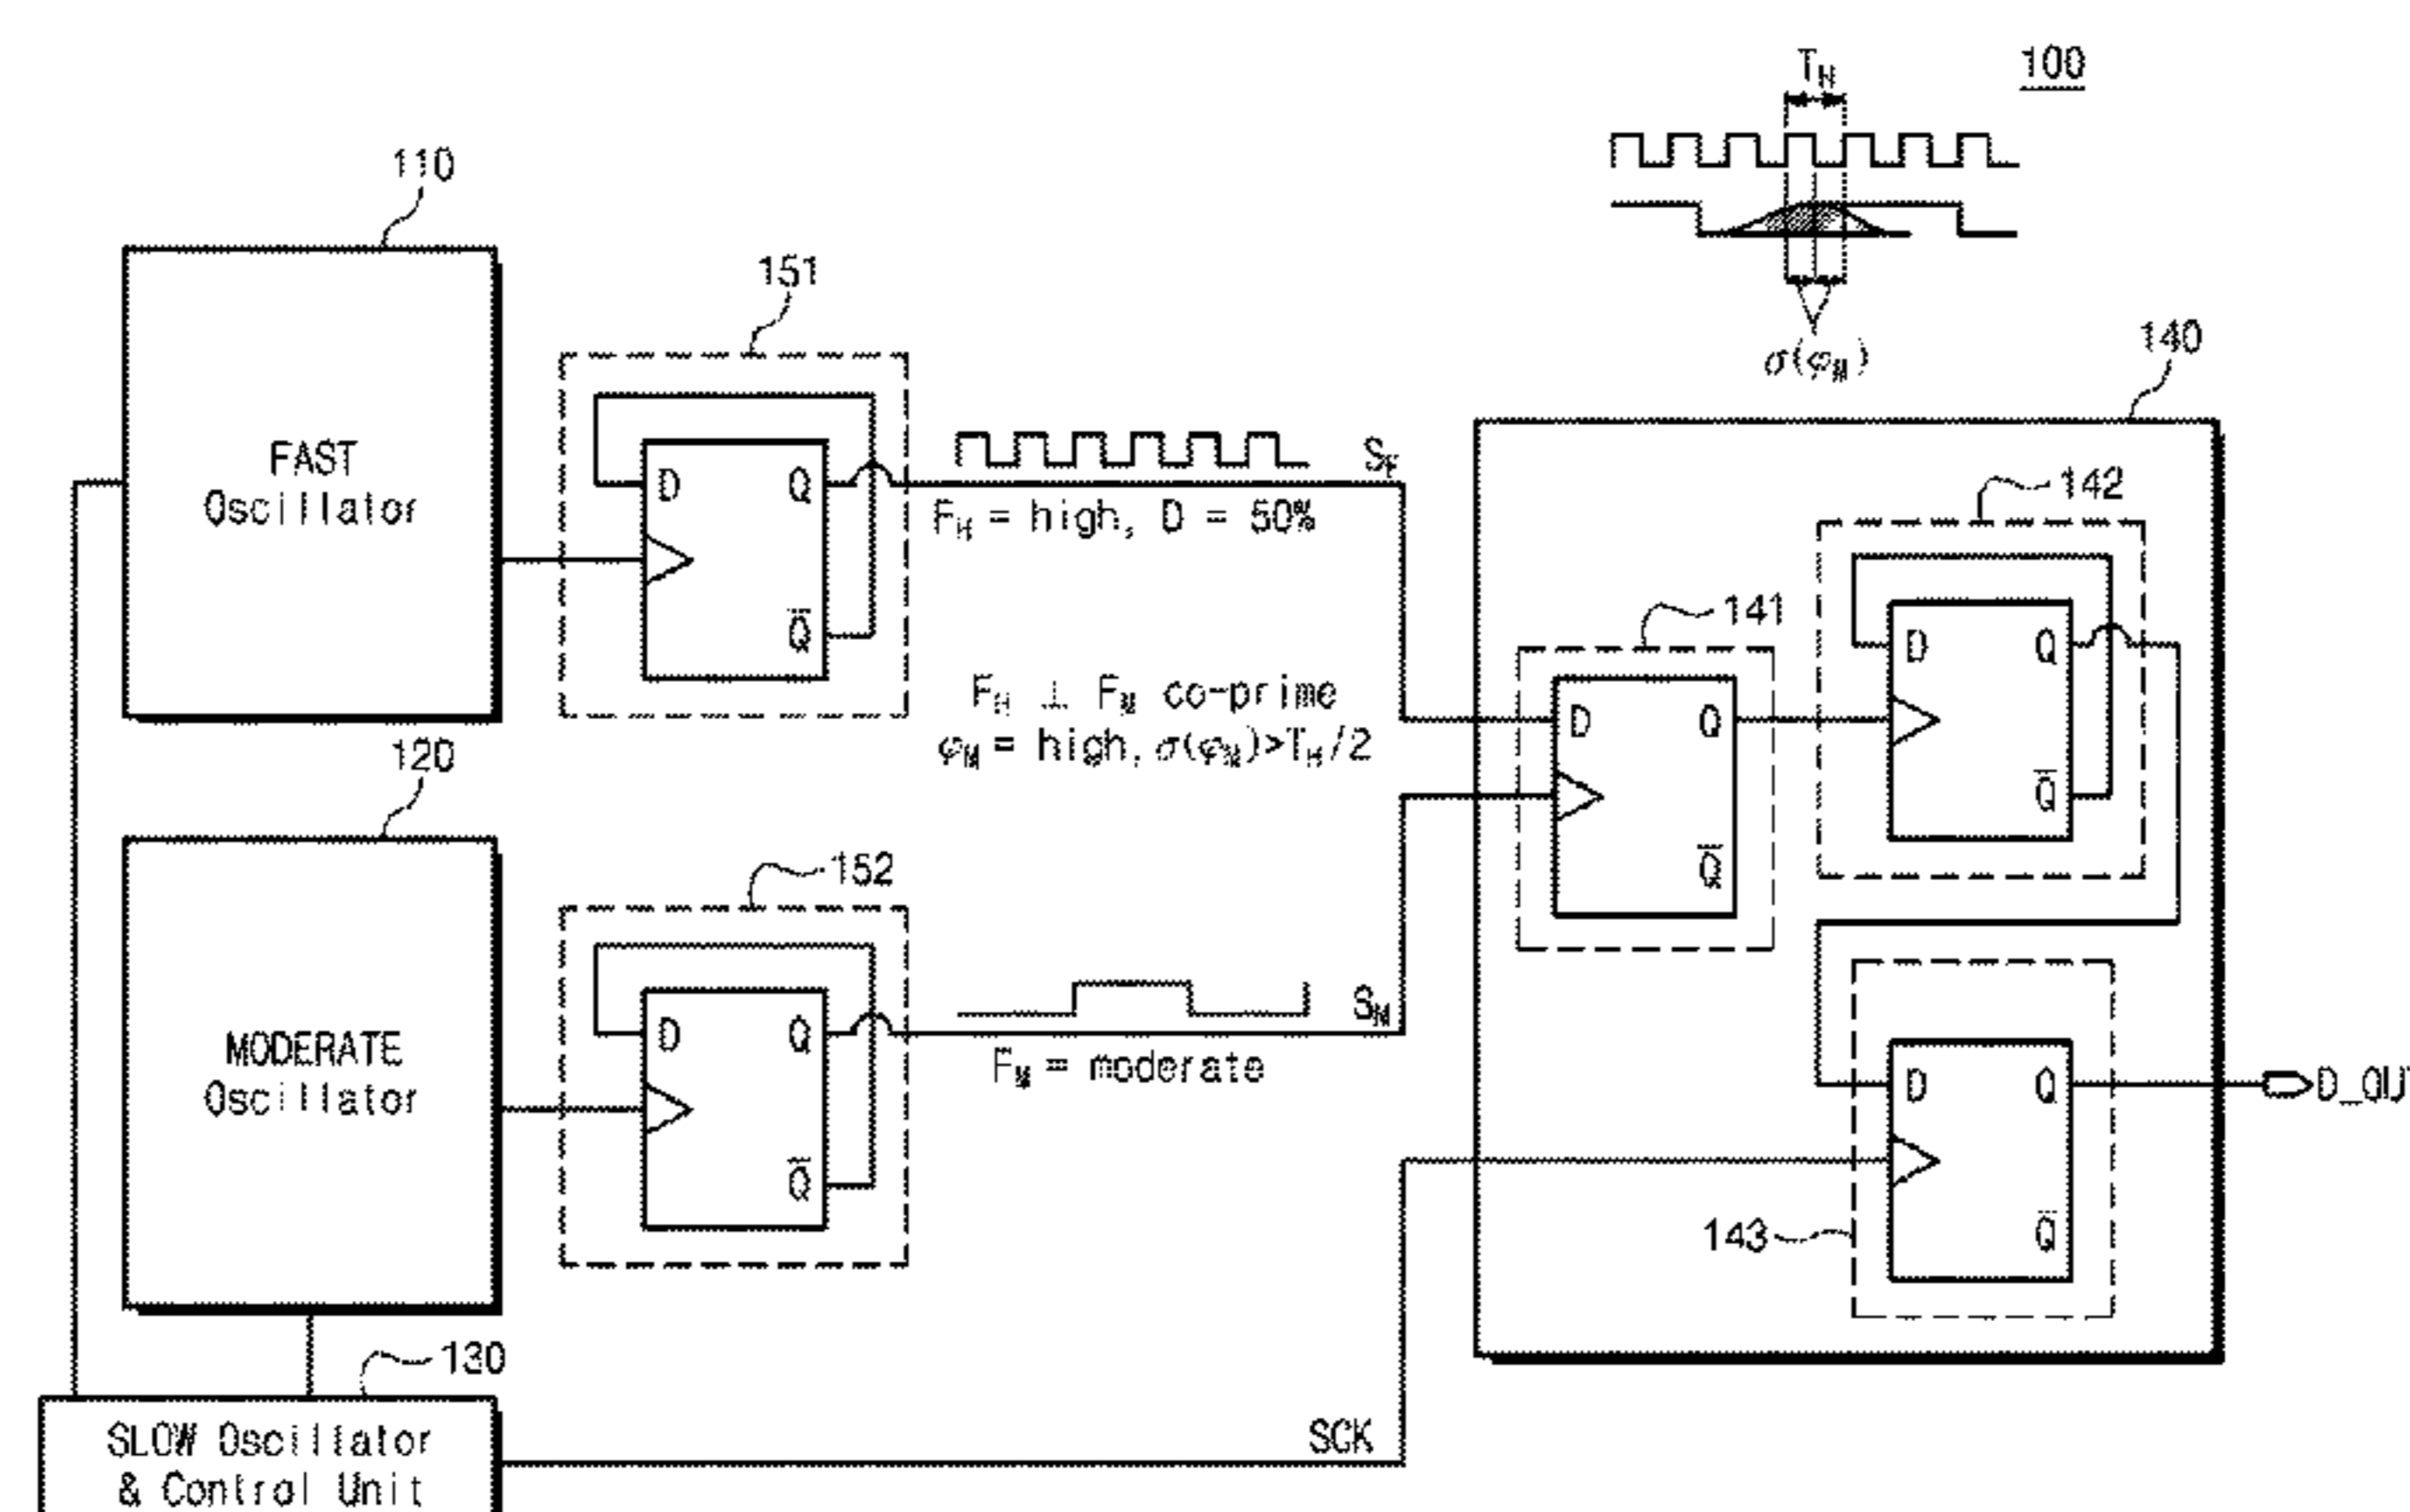 100
T_H
σ(φ_M)
110
FAST
Oscillator
151
D
Q
Q̅
S_F
F_H = high, D = 50%
F_H ⊥ F_M co-prime
φ_M = high, σ(φ_M)>T_H/2
120
MODERATE
Oscillator
152
D
Q
Q̅
S_M
F_M = moderate
140
141
D
Q
Q̅
142
D
Q
Q̅
143
D
Q
Q̅
D_OUT
130
SLOW Oscillator
& Control Unit
SCK